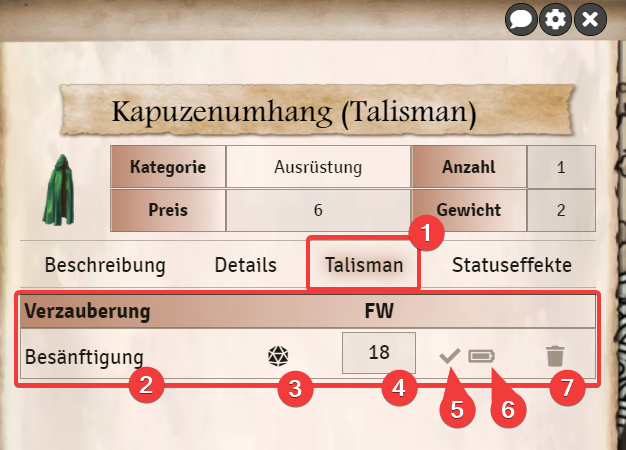 Kapuzenumhang (Talisman)
Kategorie Ausrüstung Anzahl 1
Preis 6 Gewicht 2
1
Beschreibung Details Talisman Statuseffekte
Verzauberung FW
Besänftigung 18
2 3 4 5 6 7